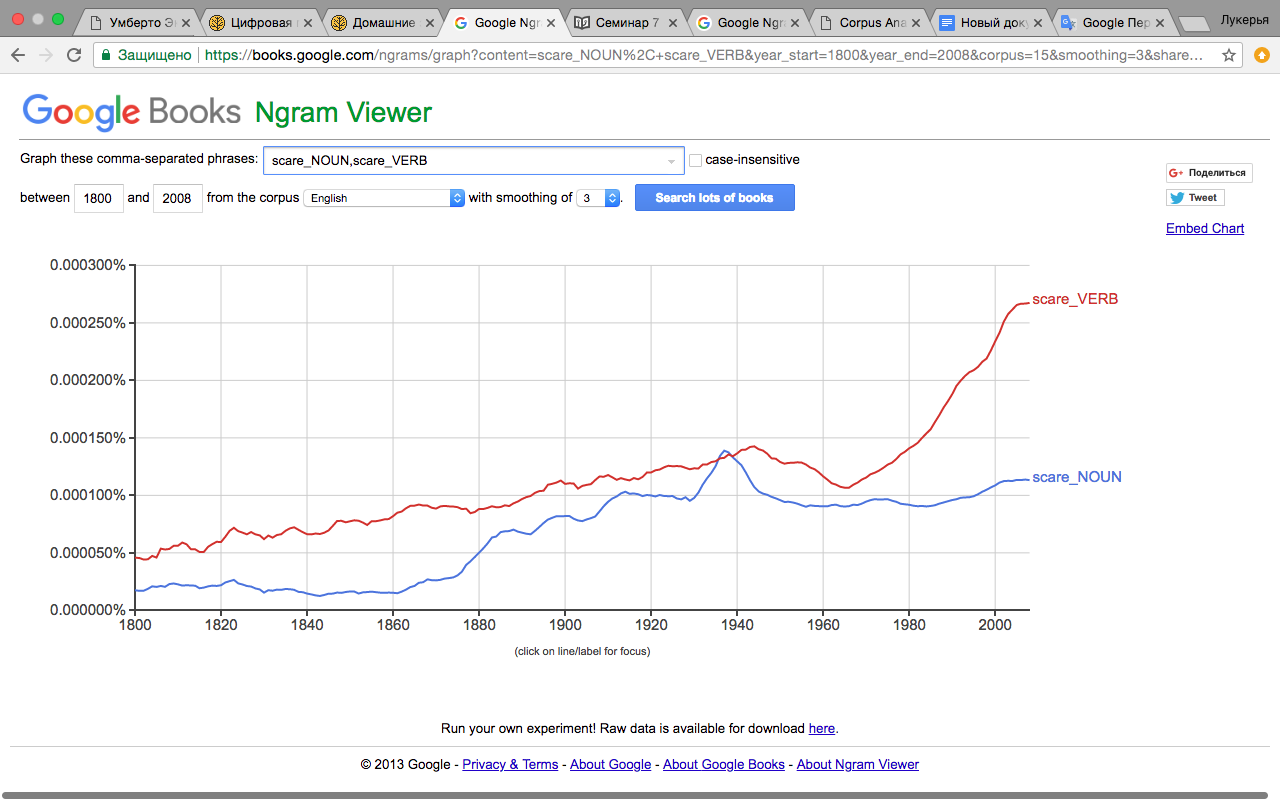 Умберто Э
Цифровая
Домашние
Google Ngr
Семинар 7
Google Ngra
Corpus Ana
Новый доку
Google Пер
Лукерья
Защищено https://books.google.com/ngrams/graph?content=scare_NOUN%2C+scare_VERB&year_start=1800&year_end=2008&corpus=15&smoothing=3&share…
Google Books Ngram Viewer
Graph these comma-separated phrases: scare_NOUN,scare_VERB case-insensitive
between 1800 and 2008 from the corpus English with smoothing of 3 . Search lots of books
G+ Поделиться
Tweet
Embed Chart
0.000300%
scare_VERB
0.000250%
0.000200%
0.000150%
scare_NOUN
0.000100%
0.000050%
0.000000%
1800 1820 1840 1860 1880 1900 1920 1940 1960 1980 2000
(click on line/label for focus)
Run your own experiment! Raw data is available for download here.
© 2013 Google - Privacy & Terms - About Google - About Google Books - About Ngram Viewer